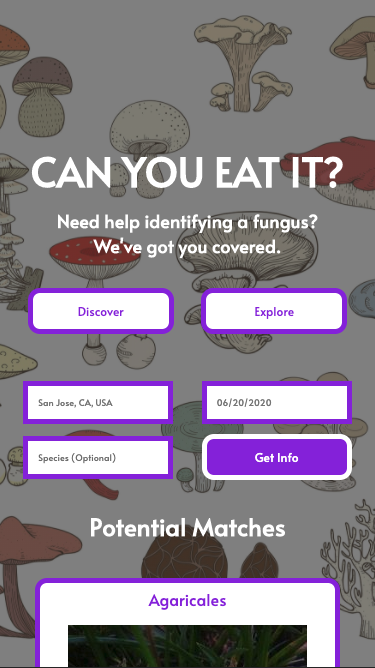 CAN YOU EAT IT?
Need help identifying a fungus?
We've got you covered.
Discover
Explore
San Jose, CA, USA
06/20/2020
Species (Optional)
Get Info
Potential Matches
Agaricales